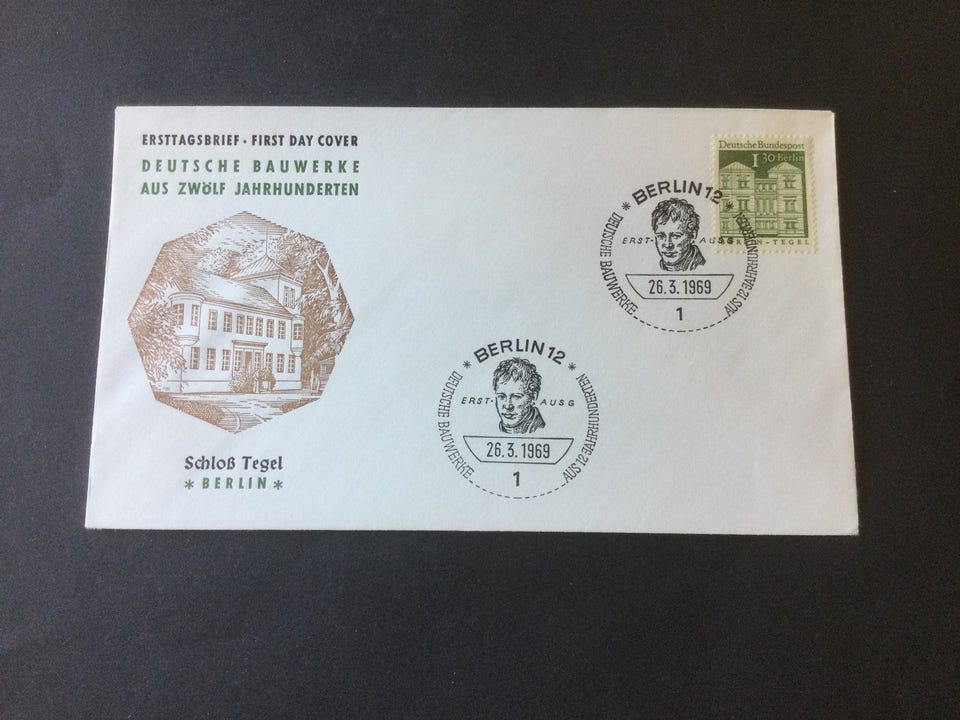 ERSTTAGSBRIEF · FIRST DAY COVER
DEUTSCHE BAUWERKE
AUS ZWÖLF JAHRHUNDERTEN
Schloß Tegel
* BERLIN *
Deutsche Bundespost
1 30 Berlin
BERLIN-TEGEL
* BERLIN 12 *
ERST- AUSG
DEUTSCHE BAUWERKE
AUS 12 JAHRHUNDERTEN
26.3.1969
1
* BERLIN 12 *
ERST- AUSG
DEUTSCHE BAUWERKE
AUS 12 JAHRHUNDERTEN
26.3.1969
1